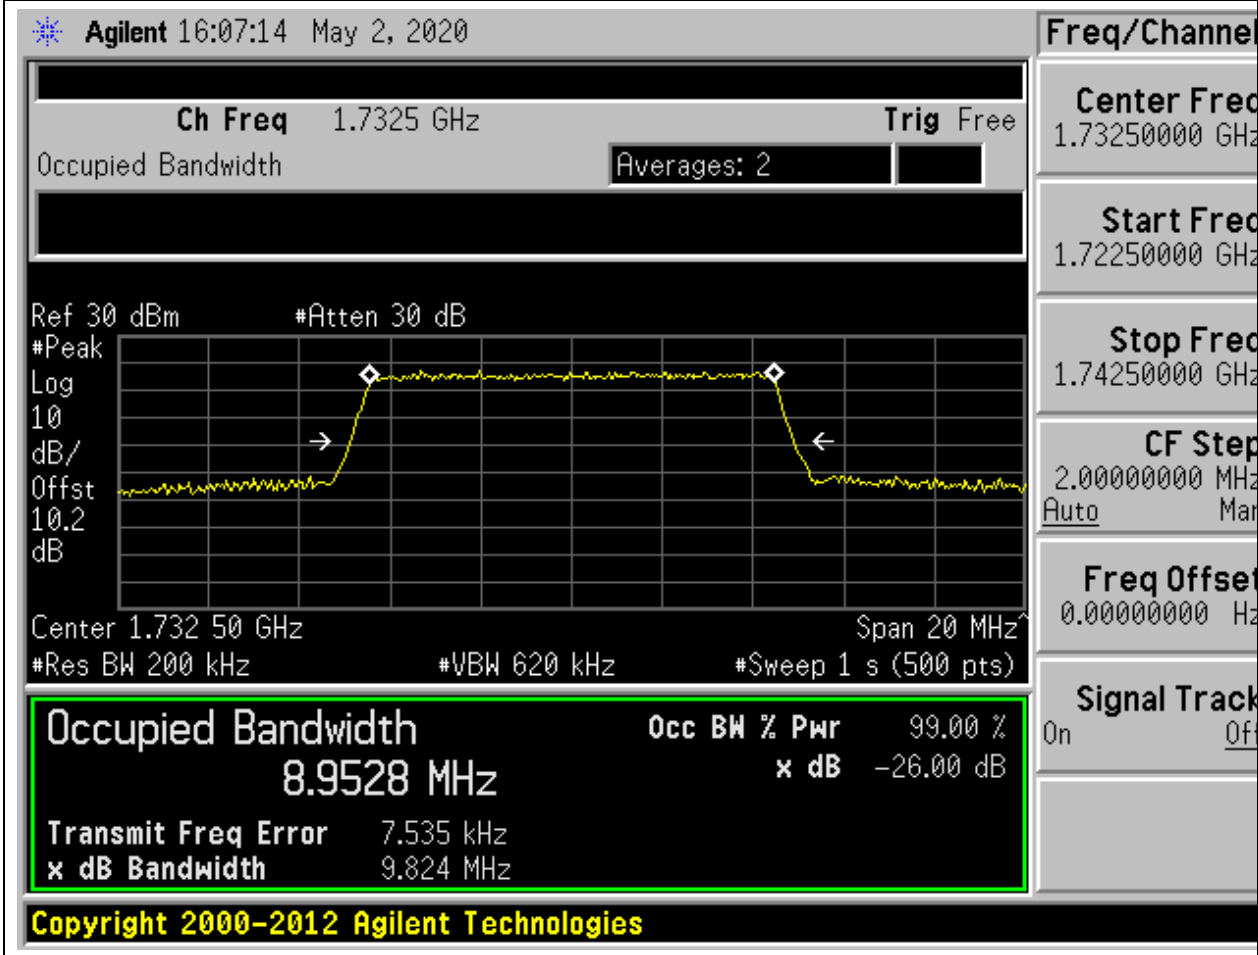 Agilent 16:07:14 May 2, 2020
Ch Freq 1.7325 GHz Trig Free
Occupied Bandwidth Averages: 2
Ref 30 dBm #Atten 30 dB
#Peak
Log
10
dB/
Offst
10.2
dB
Center 1.732 50 GHz Span 20 MHz^
#Res BW 200 kHz #VBW 620 kHz #Sweep 1 s (500 pts)
Occupied Bandwidth
8.9528 MHz
Occ BW % Pwr 99.00 %
x dB -26.00 dB
Transmit Freq Error 7.535 kHz
x dB Bandwidth 9.824 MHz
Copyright 2000-2012 Agilent Technologies
Freq/Channel
Center Freq
1.73250000 GHz
Start Freq
1.72250000 GHz
Stop Freq
1.74250000 GHz
CF Step
2.00000000 MHz
Auto Man
Freq Offset
0.00000000 Hz
Signal Track
On Off